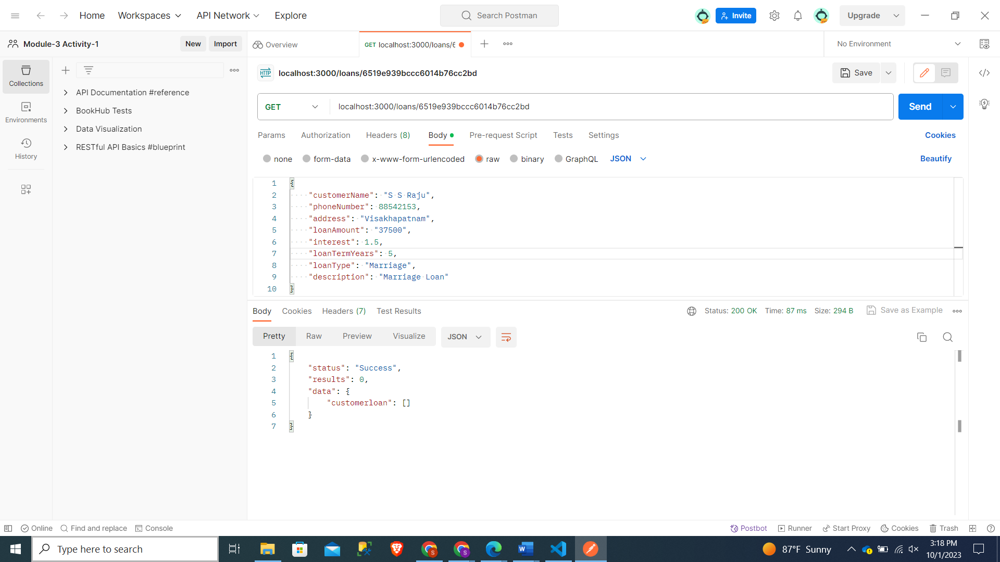 Home Workspaces API Network Explore Search Postman Invite Upgrade
Module-3 Activity-1 New Import Overview GET localhost:3000/loans/6 No Environment
Collections
Environments
History
API Documentation #reference
BookHub Tests
Data Visualization
RESTful API Basics #blueprint
HTTP localhost:3000/loans/6519e939bccc6014b76cc2bd Save
GET localhost:3000/loans/6519e939bccc6014b76cc2bd Send
Params Authorization Headers (8) Body Pre-request Script Tests Settings Cookies
none form-data x-www-form-urlencoded raw binary GraphQL JSON Beautify
1 {
2 "customerName": "S S Raju",
3 "phoneNumber": 88542153,
4 "address": "Visakhapatnam",
5 "loanAmount": "37500",
6 "interest": 1.5,
7 "loanTermYears": 5,
8 "loanType": "Marriage",
9 "description": "Marriage Loan"
10 }
Body Cookies Headers (7) Test Results Status: 200 OK Time: 87 ms Size: 294 B Save as Example
Pretty Raw Preview Visualize JSON
1 {
2 "status": "Success",
3 "results": 0,
4 "data": {
5 "customerloan": []
6 }
7 }
Online Find and replace Console Postbot Runner Start Proxy Cookies Trash
Type here to search 87°F Sunny 3:18 PM
10/1/2023